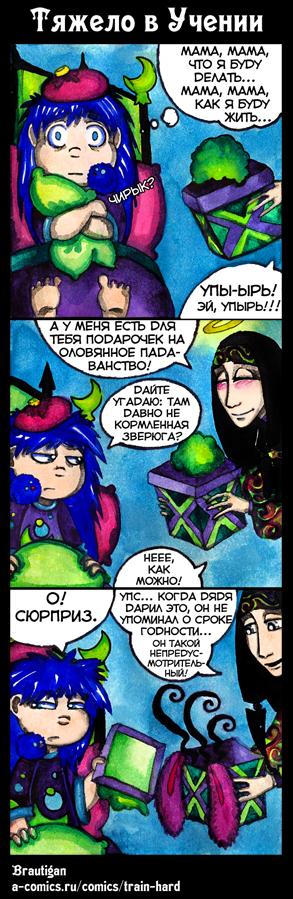 Тяжело в Учении
МАМА, МАМА,
ЧТО Я БУДУ
ДЕЛАТЬ...
МАМА, МАМА,
КАК Я БУДУ
ЖИТЬ...
ЧИРЫК?
УПЫ-ЫРЬ!
ЭЙ, УПЫРЬ!!!
А У МЕНЯ ЕСТЬ ДЛЯ
ТЕБЯ ПОДАРОЧЕК НА
ОЛОВЯННОЕ ПАДА-
ВАНСТВО!
ДАЙТЕ
УГАДАЮ: ТАМ
ДАВНО НЕ
КОРМЛЕННАЯ
ЗВЕРЮГА?
НЕЕЕ,
КАК
МОЖНО!
О!
СЮРПРИЗ.
УПС... КОГДА ДЯДЯ
ДАРИЛ ЭТО, ОН НЕ
УПОМИНАЛ О СРОКЕ
ГОДНОСТИ...
ОН ТАКОЙ
НЕПРЕДУС-
МОТРИТЕЛЬ-
НЫЙ!
Brautigan
a-comics.ru/comics/train-hard